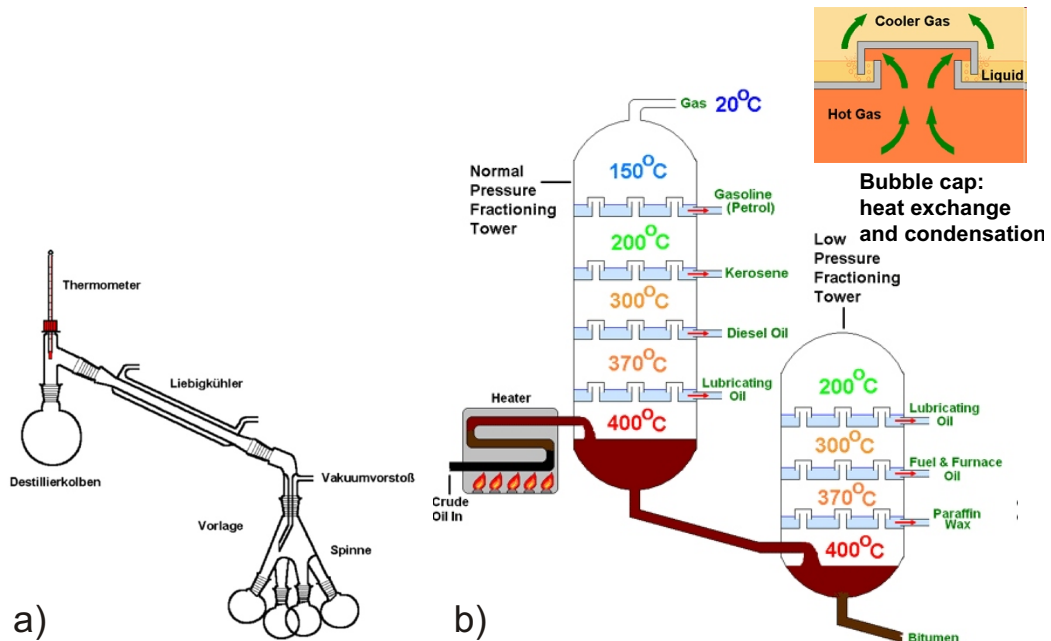 Thermometer
Liebigkühler
Destillierkolben
Vakuumvorstoß
Vorlage
Spinne
a)
Cooler Gas
Liquid
Hot Gas
Bubble cap:
heat exchange
and condensation
Gas 20°C
Normal
Pressure
Fractioning
Tower
150°C
Gasoline
(Petrol)
200°C
Kerosene
300°C
Diesel Oil
370°C
Lubricating
Oil
400°C
Heater
Crude
Oil In
Low
Pressure
Fractioning
Tower
200°C
Lubricating
Oil
300°C
Fuel & Furnace
Oil
370°C
Paraffin
Wax
400°C
Bitumen
b)